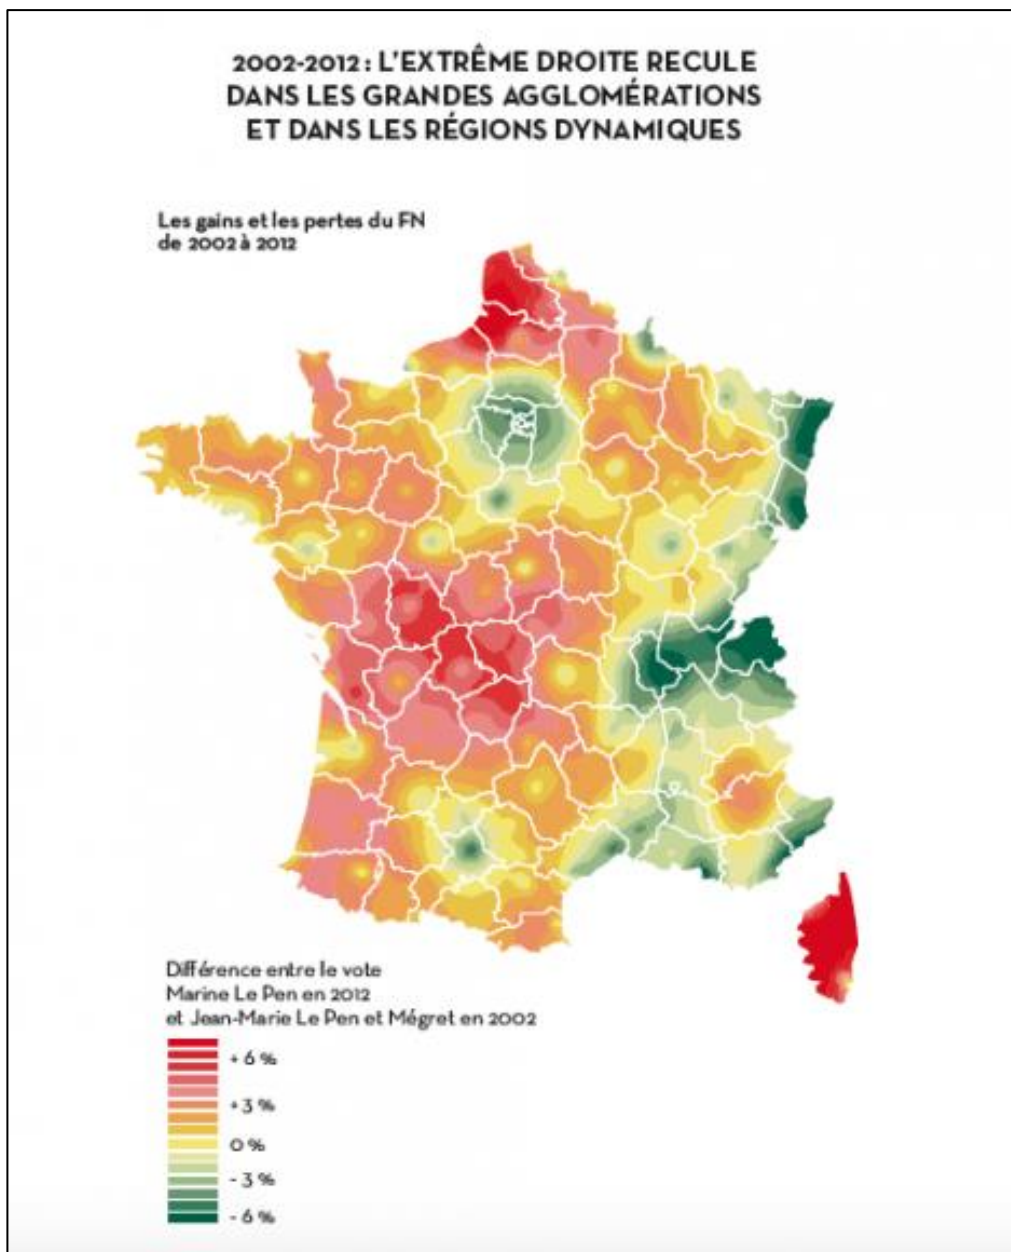 2002-2012 : L'EXTRÊME DROITE RECULE
DANS LES GRANDES AGGLOMÉRATIONS
ET DANS LES RÉGIONS DYNAMIQUES
Les gains et les pertes du FN
de 2002 à 2012
Différence entre le vote
Marine Le Pen en 2012
et Jean-Marie Le Pen et Mégret en 2002
+ 6 %
+ 3 %
0 %
- 3 %
- 6 %